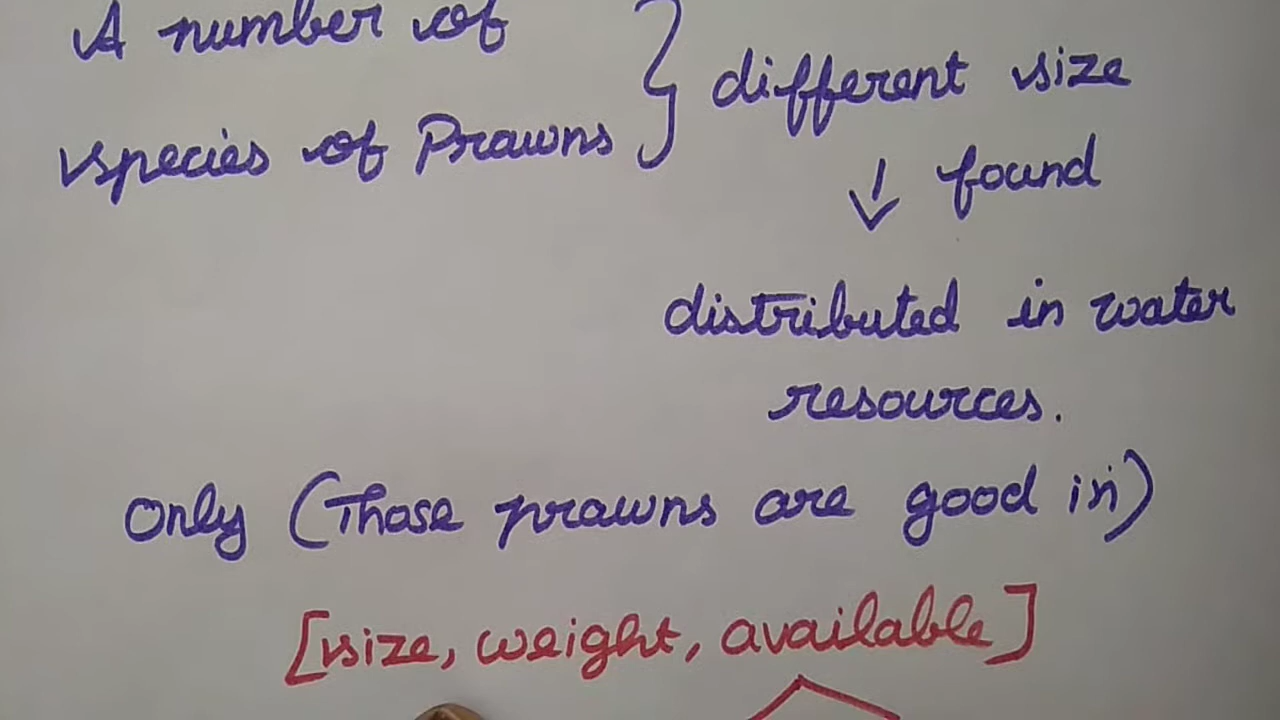 A number of
species of Prawns } different size
↓ found
distributed in water
resources.
Only (Those prawns are good in)
[size, weight, available]